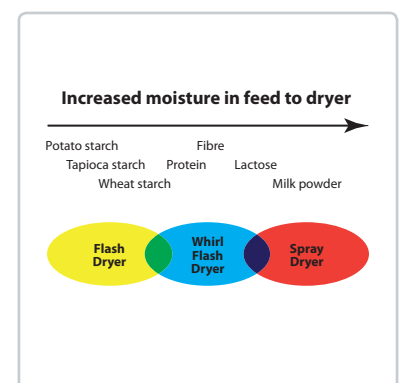 Increased moisture in feed to dryer
Potato starch Fibre
Tapioca starch Protein Lactose
Wheat starch Milk powder
Flash
Dryer
Whirl
Flash
Dryer
Spray
Dryer